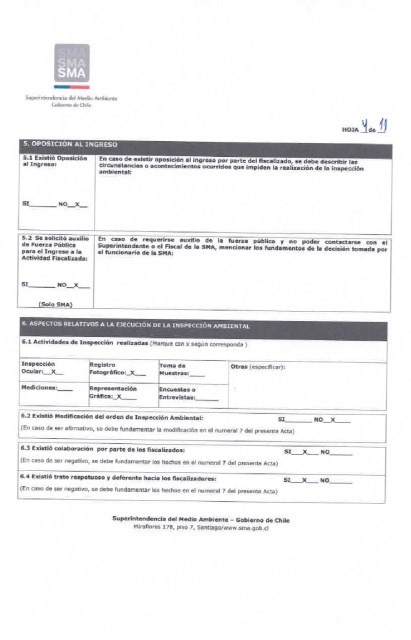 SMA
SMA
SMA
Superintendencia del Medio Ambiente
Gobierno de Chile
HOJA 4 de 11
5. OPOSICIÓN AL INGRESO
5.1 Existió Oposición al Ingreso:
SI______ NO__X__
En caso de existir oposición al ingreso por parte del fiscalizado, se debe describir las
circunstancias o acontecimientos ocurridos que impiden la realización de la inspección
ambiental:
5.2 Se solicitó auxilio
de Fuerza Pública
para el Ingreso a la
Actividad Fiscalizado:
SI______ NO__X__
(Solo SMA)
En caso de requerirse auxilio de la fuerza pública y no poder contactarse con el
Superintendente o el Fiscal de la SMA, mencionar los fundamentos de la decisión tomada por
el funcionario de la SMA:
6. ASPECTOS RELATIVOS A LA EJECUCIÓN DE LA INSPECCIÓN AMBIENTAL
6.1 Actividades de Inspección realizadas (Marque con x según corresponda )
Inspección
Ocular:__X__
Registro
Fotográfico:_X___
Toma de
Muestras:____
Otras (especificar):
Mediciones:____
Representación
Gráfica:_X____
Encuestas o
Entrevistas:____
6.2 Existió Modificación del orden de Inspección Ambiental: SI_____ NO__X__
(En caso de ser afirmativo, se debe fundamentar la modificación en el numeral 7 del presente Acta)
6.3 Existió colaboración por parte de los fiscalizados: SI__X__ NO_____
(En caso de ser negativo, se debe fundamentar los hechos en el numeral 7 del presente Acta)
6.4 Existió trato respetuoso y deferente hacia los fiscalizadores: SI__X__ NO_____
(En caso de ser negativo, se debe fundamentar los hechos en el numeral 7 del presente Acta)
Superintendencia del Medio Ambiente – Gobierno de Chile
Miraflores 178, piso 7, Santiago/www.sma.gob.cl